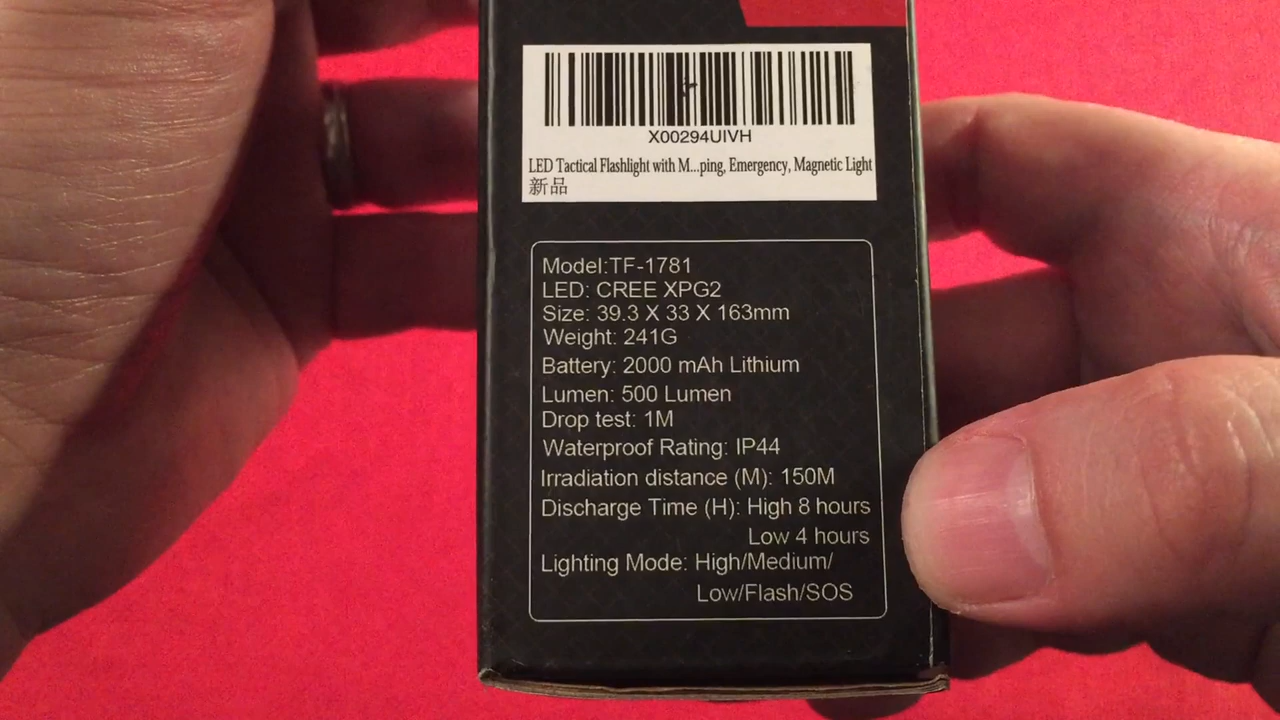 X00294UIVH
LED Tactical Flashlight with M...ping, Emergency, Magnetic Light
新品
Model:TF-1781
LED: CREE XPG2
Size: 39.3 X 33 X 163mm
Weight: 241G
Battery: 2000 mAh Lithium
Lumen: 500 Lumen
Drop test: 1M
Waterproof Rating: IP44
Irradiation distance (M): 150M
Discharge Time (H): High 8 hours
Low 4 hours
Lighting Mode: High/Medium/
Low/Flash/SOS